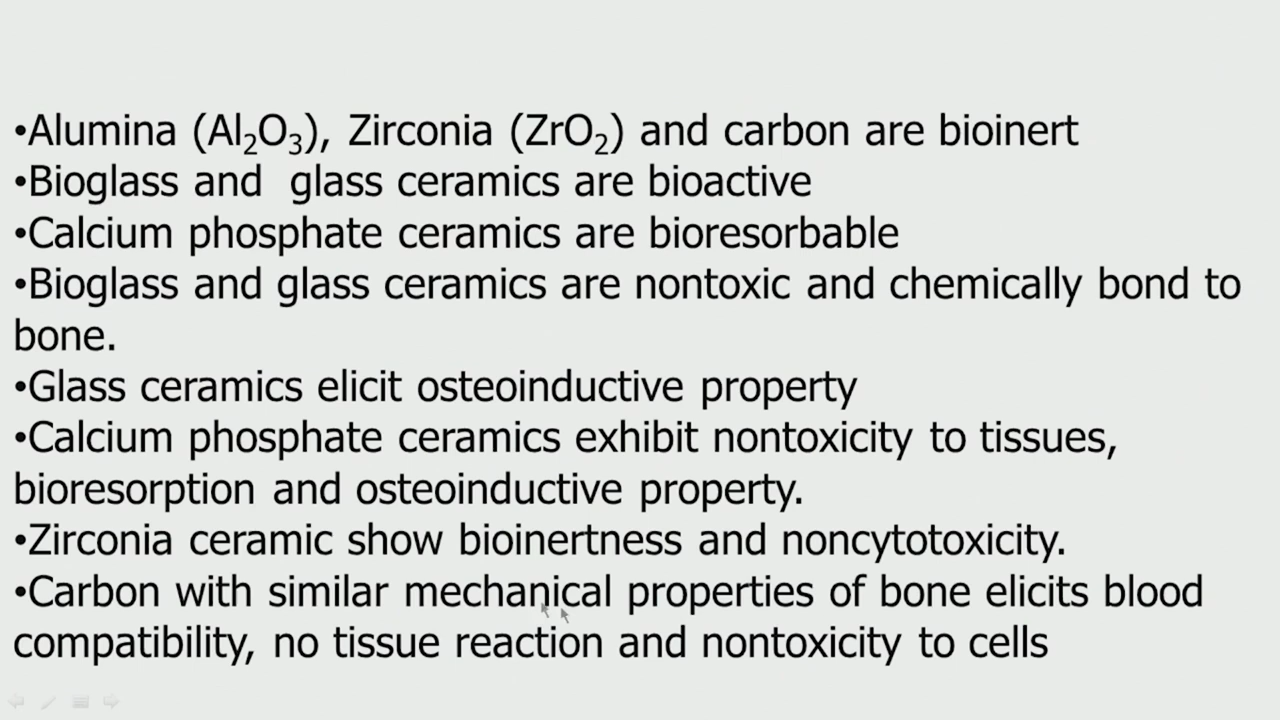 •Alumina (Al₂O₃), Zirconia (ZrO₂) and carbon are bioinert
•Bioglass and  glass ceramics are bioactive
•Calcium phosphate ceramics are bioresorbable
•Bioglass and glass ceramics are nontoxic and chemically bond to
bone.
•Glass ceramics elicit osteoinductive property
•Calcium phosphate ceramics exhibit nontoxicity to tissues,
bioresorption and osteoinductive property.
•Zirconia ceramic show bioinertness and noncytotoxicity.
•Carbon with similar mechanical properties of bone elicits blood
compatibility, no tissue reaction and nontoxicity to cells